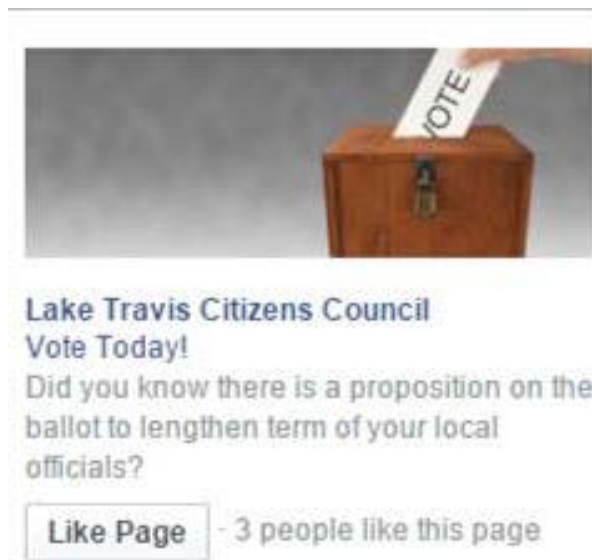 VOTE
Lake Travis Citizens Council
Vote Today!
Did you know there is a proposition on the
ballot to lengthen term of your local
officials?
Like Page · 3 people like this page